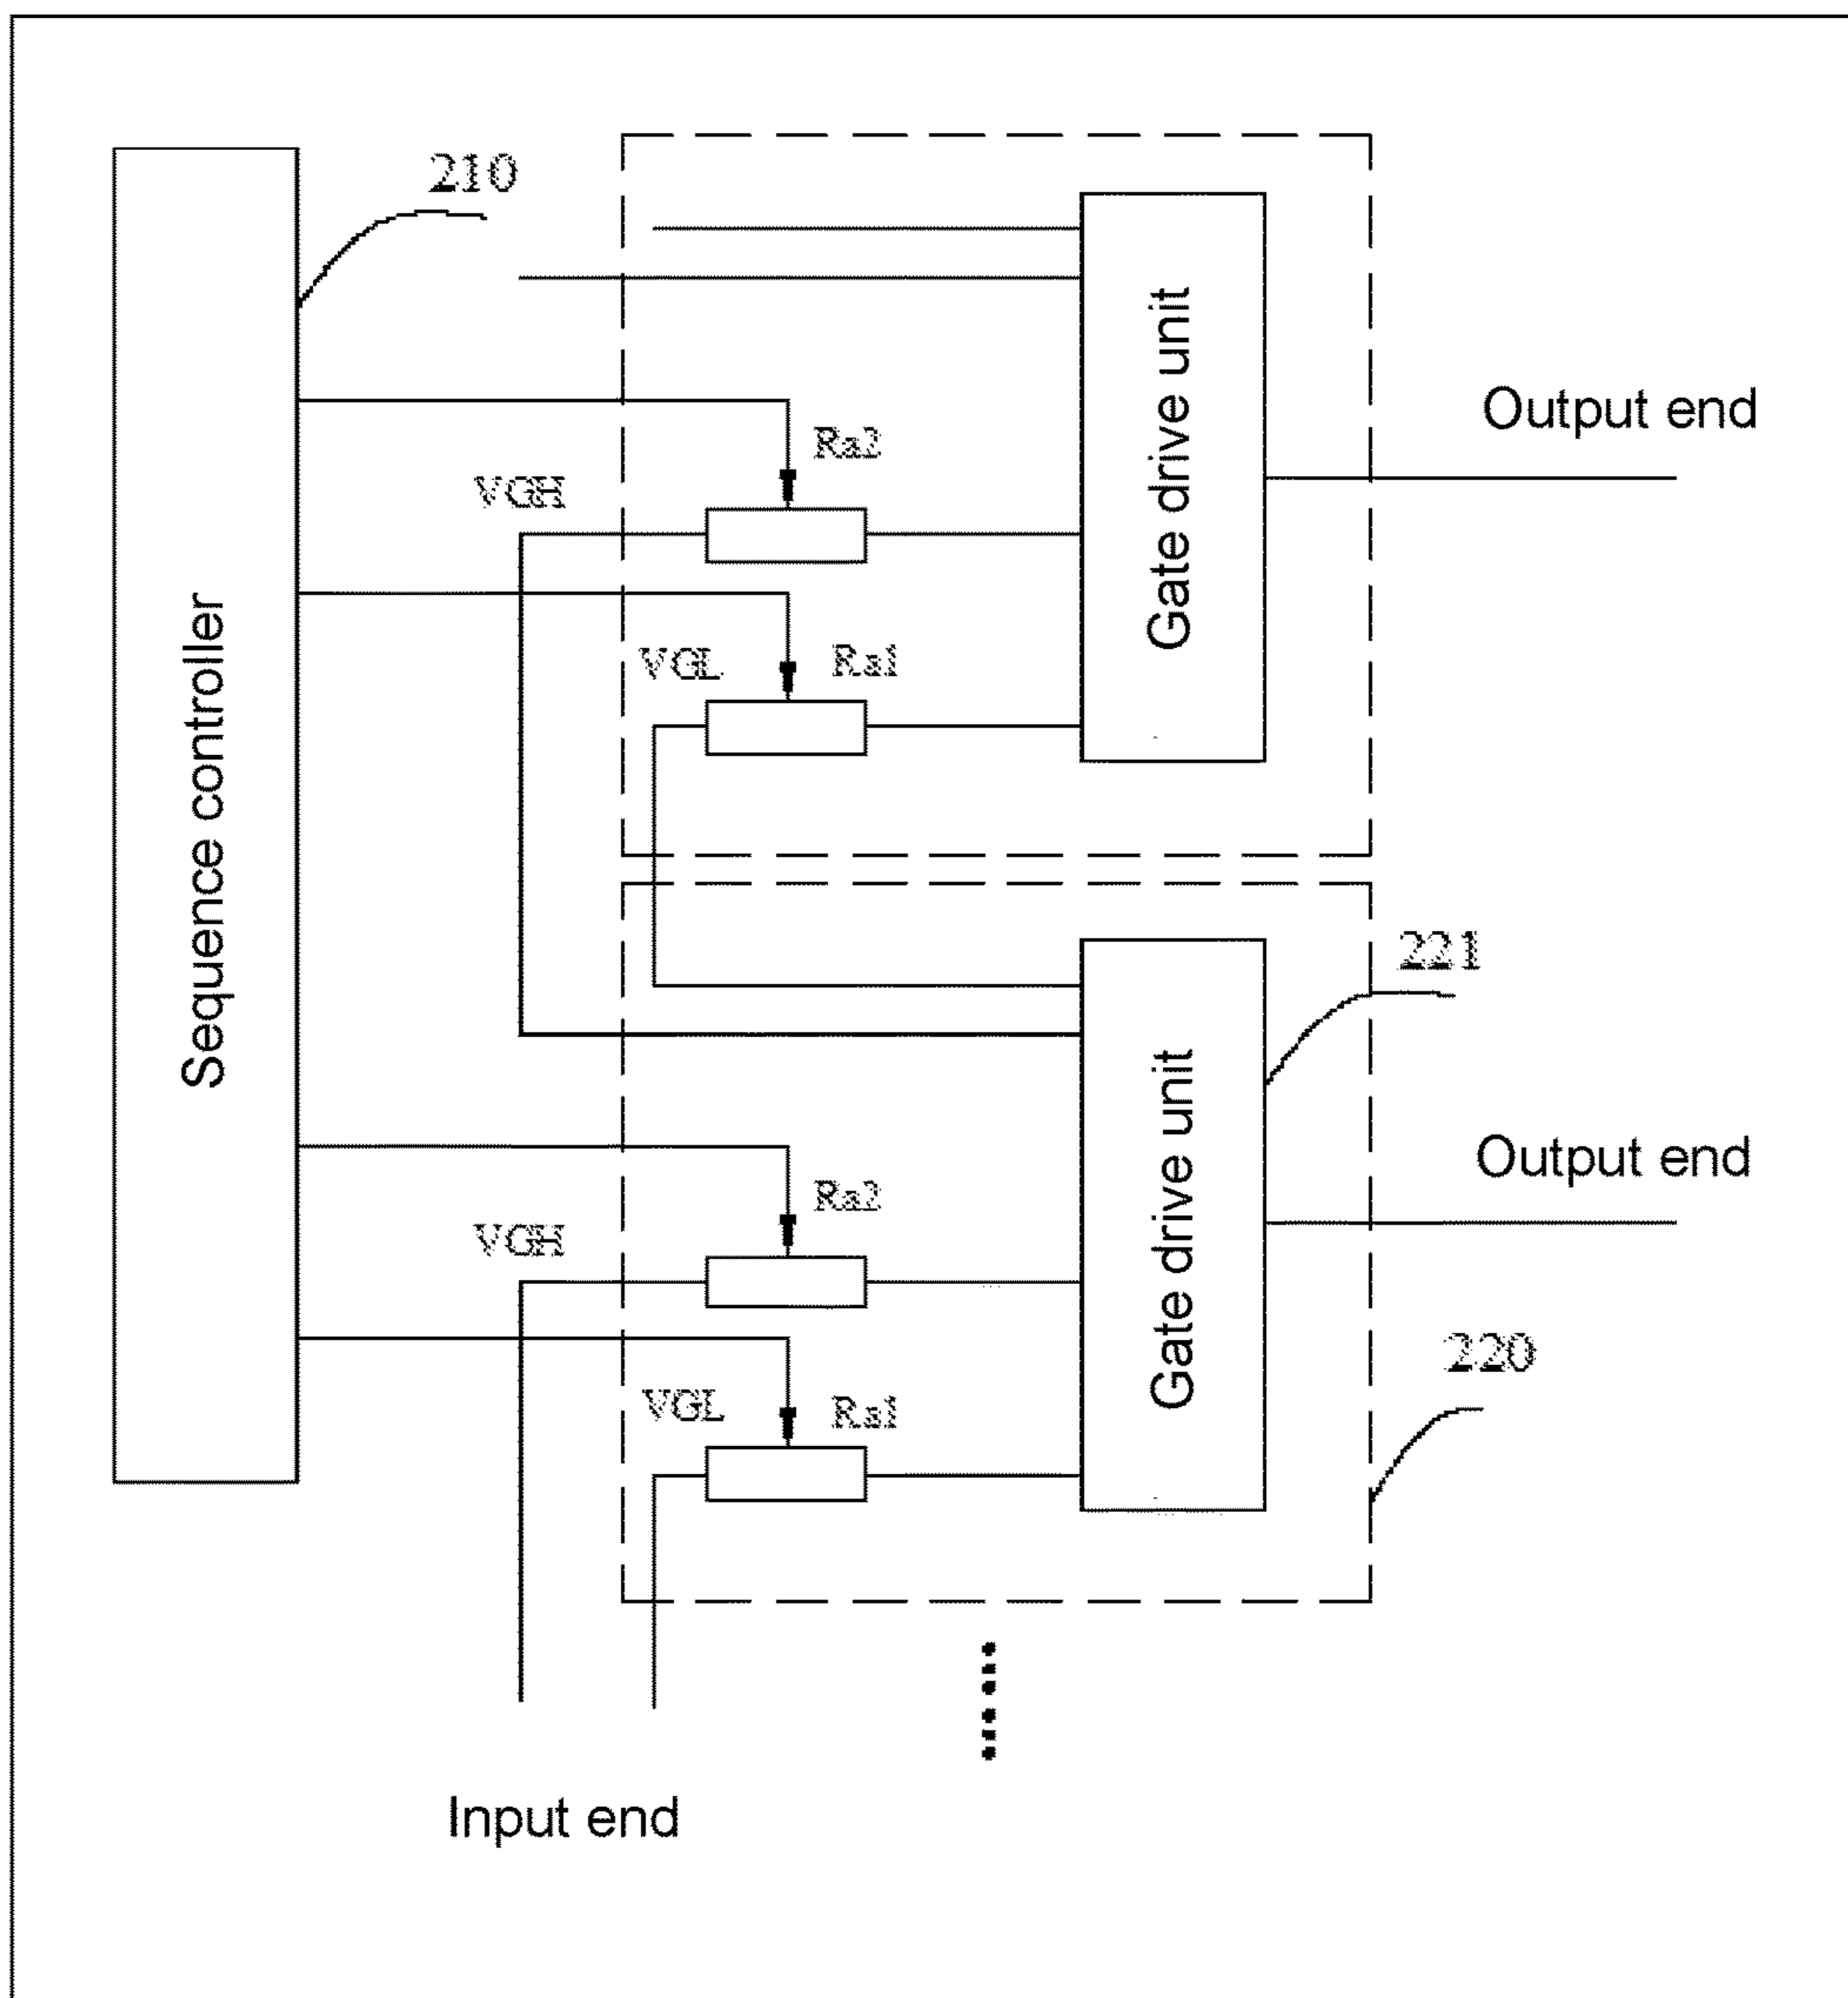 210
Sequence controller
Gate drive unit
Output end
Ra2
VGH
VGL
Ra1
221
Gate drive unit
Output end
Ra2
VGH
220
VGL
Ra1
Input end